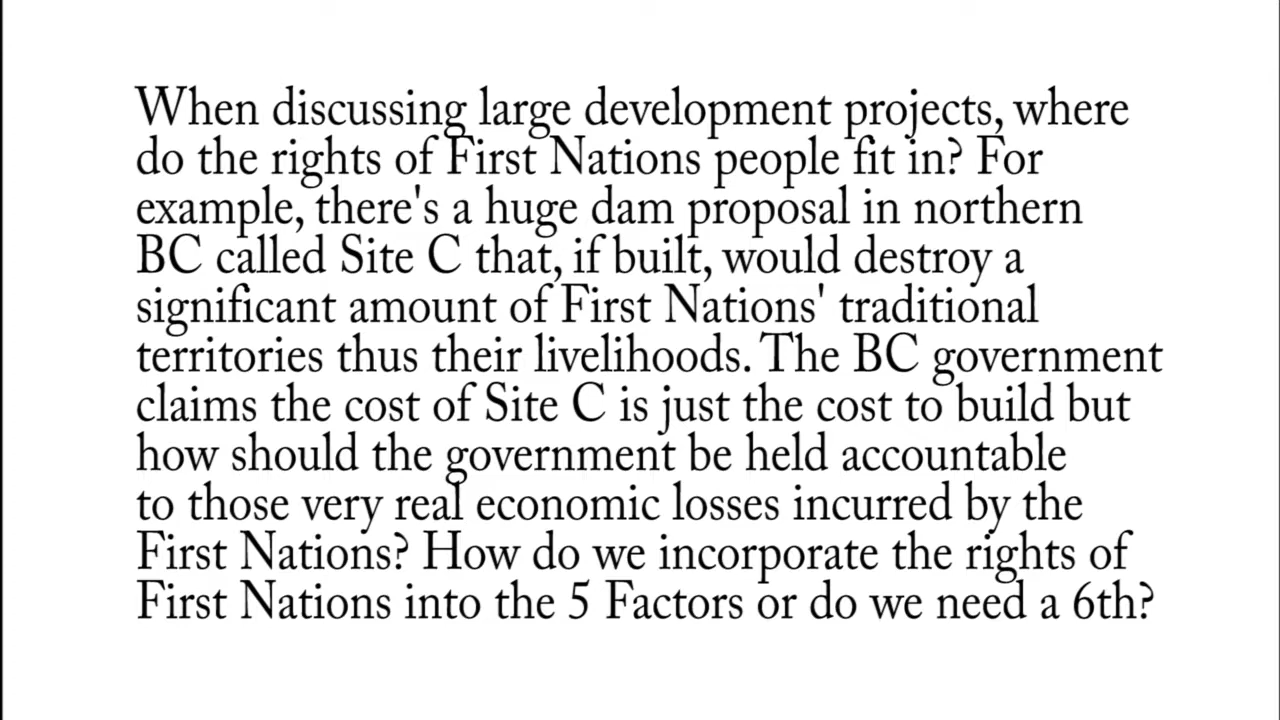 When discussing large development projects, where
do the rights of First Nations people fit in? For
example, there's a huge dam proposal in northern
BC called Site C that, if built, would destroy a
significant amount of First Nations' traditional
territories thus their livelihoods. The BC government
claims the cost of Site C is just the cost to build but
how should the government be held accountable
to those very real economic losses incurred by the
First Nations? How do we incorporate the rights of
First Nations into the 5 Factors or do we need a 6th?